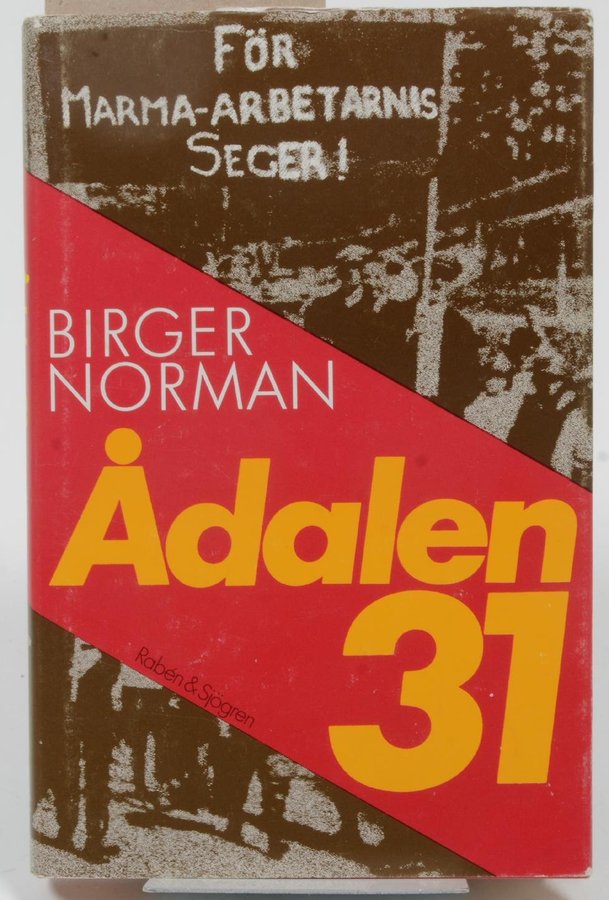 FÖR
MARMA-ARBETARNIS
SEGER!
BIRGER
NORMAN
Ådalen
31
Rabén & Sjögren